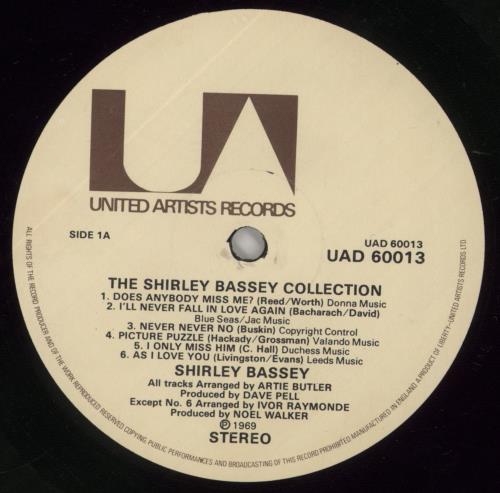 UA
UNITED ARTISTS RECORDS
SIDE 1A
UAD 60013
UAD 60013
THE SHIRLEY BASSEY COLLECTION
1. DOES ANYBODY MISS ME? (Reed/Worth) Donna Music
2. I'LL NEVER FALL IN LOVE AGAIN (Bacharach/David)
Blue Seas/Jac Music
3. NEVER NEVER NO (Buskin) Copyright Control
4. PICTURE PUZZLE (Hackady/Grossman) Valando Music
5. I ONLY MISS HIM (C. Hall) Duchess Music
6. AS I LOVE YOU (Livingston/Evans) Leeds Music
SHIRLEY BASSEY
All tracks Arranged by ARTIE BUTLER
Produced by DAVE PELL
Except No. 6 Arranged by IVOR RAYMONDE
Produced by NOEL WALKER
℗ 1969
STEREO
ALL RIGHTS OF THE RECORD PRODUCER AND OF THE WORK REPRODUCED RESERVED. COPYING, PUBLIC PERFORMANCES AND BROADCASTING OF THIS RECORD PROHIBITED MANUFACTURED IN ENGLAND A PRODUCT OF LIBERTY-UNITED ARTISTS RECORDS LTD.